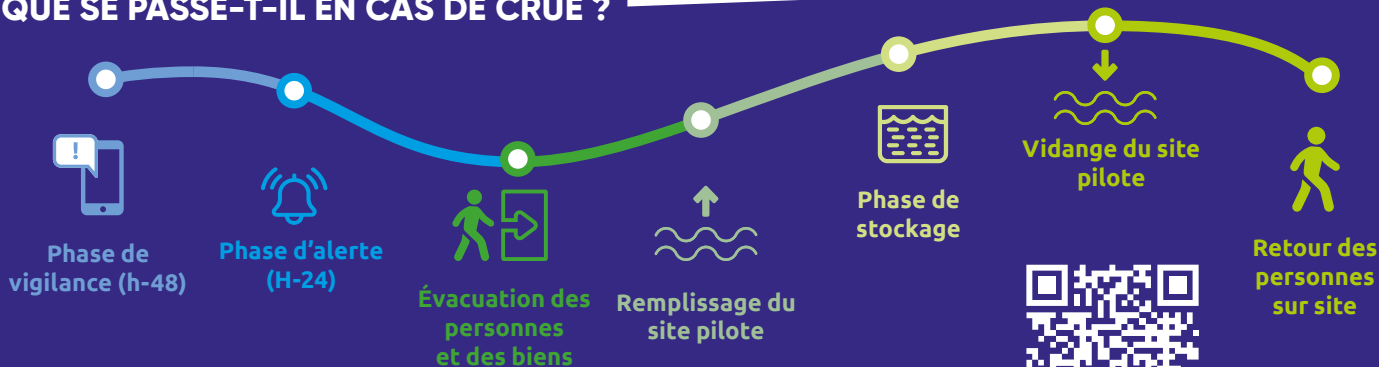 QUE SE PASSE-T-IL EN CAS DE CRUE ?
!
Phase de
vigilance (h-48)
Phase d'alerte
(H-24)
Évacuation des
personnes
et des biens
Remplissage du
site pilote
Phase de
stockage
Vidange du site
pilote
Retour des
personnes
sur site